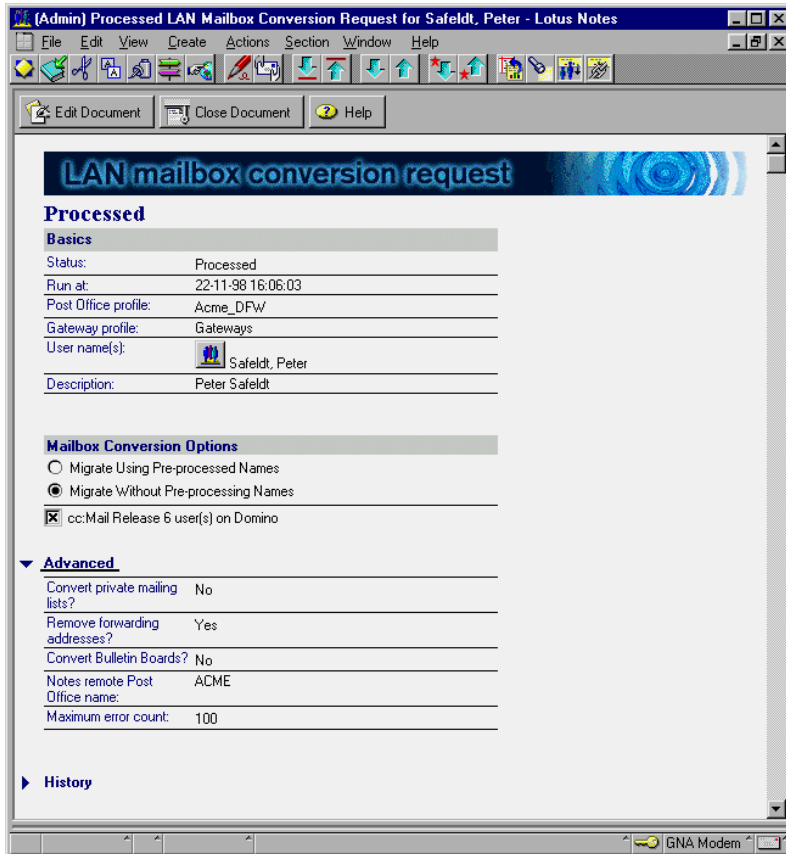 (Admin) Processed LAN Mailbox Conversion Request for Safeldt, Peter - Lotus Notes
File Edit View Create Actions Section Window Help
Edit Document Close Document Help
LAN mailbox conversion request
Processed
Basics
Status: Processed
Run at: 22-11-98 16:06:03
Post Office profile: Acme_DFW
Gateway profile: Gateways
User name(s): Safeldt, Peter
Description: Peter Safeldt
Mailbox Conversion Options
Migrate Using Pre-processed Names
Migrate Without Pre-processing Names
cc:Mail Release 6 user(s) on Domino
Advanced
Convert private mailing No
lists?
Remove forwarding Yes
addresses?
Convert Bulletin Boards? No
Notes remote Post ACME
Office name:
Maximum error count: 100
History
GNA Modem